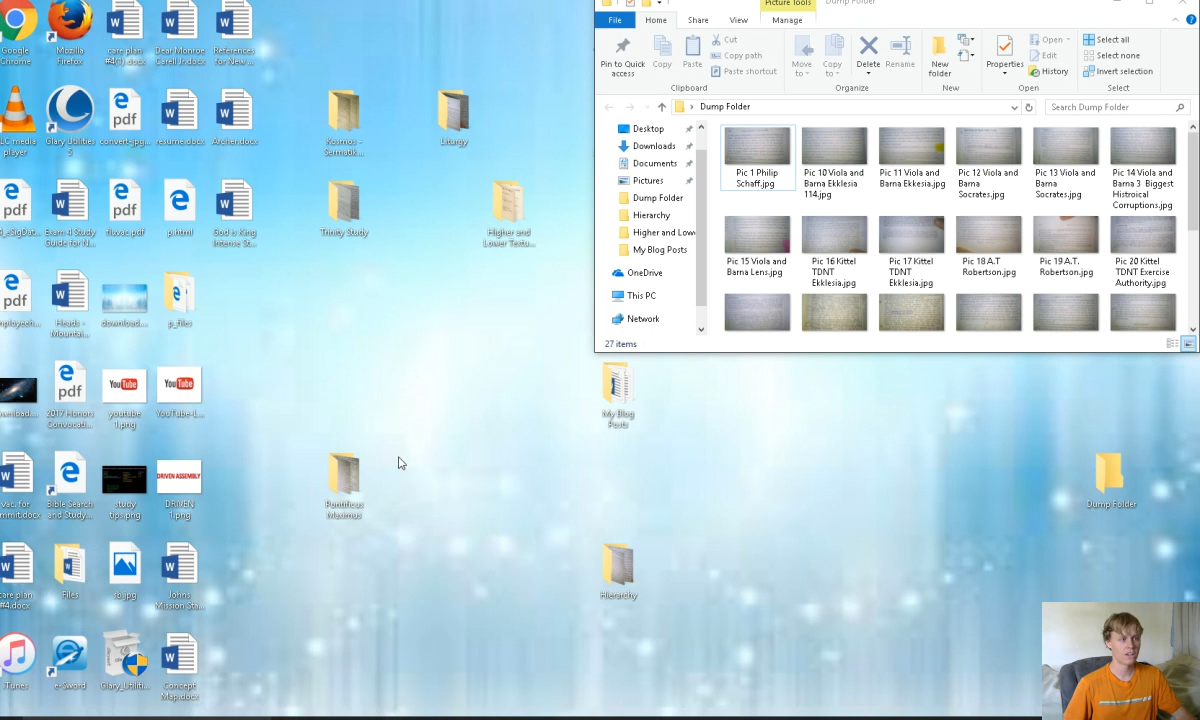 Google
Chrome
Mozilla
Firefox
care plan
#4(1).docx
Dear Monroe
Carell Jr.docx
References
for New ...
player
Glary Utilities
5
convert-jpg...
resume.docx
Archer.docx
Exam 4 Study
Guide for N...
fluvac.pdf
p.html
God is King
Intense St...
Heads -
Mountai...
download...
p_files
2017 Honors
Convocati...
youtube
1.png
YouTube-L...
Bible Search
and Study...
study
tips.png
DRIVEN ASSEMBLY
DRIVEN
1.png
care plan
#4.docx
Files
sb.jpg
Johns
Mission Sta...
iTunes
e-Sword
Glary_Utiliti...
Concept
Map.docx
Kosmos -
Semetik...
Liturgy
Trinity Study
Higher and
Lower Textu...
Pontificus
Maximus
My Blog
Posts
Hierarchy
Dump Folder
Picture Tools
Dump Folder
File
Home
Share
View
Manage
Pin to Quick
access
Copy
Paste
Cut
Copy path
Paste shortcut
Clipboard
Move
to
Copy
to
Delete
Rename
Organize
New
folder
New
Properties
Open
Edit
History
Open
Select all
Select none
Invert selection
Select
Dump Folder
Search Dump Folder
Desktop
Downloads
Documents
Pictures
Dump Folder
Hierarchy
Higher and Lowe
My Blog Posts
OneDrive
This PC
Network
Pic 1 Philip
Schaff.jpg
Pic 10 Viola and
Barna Ekklesia
114.jpg
Pic 11 Viola and
Barna Ekkesia.jpg
Pic 12 Viola and
Barna
Socrates.jpg
Pic 13 Viola and
Barna
Socrates.jpg
Pic 14 Viola and
Barna 3 Biggest
Histroical
Corruptions.jpg
Pic 15 Viola and
Barna Lens.jpg
Pic 16 Kittel
TDNT
Ekklesia.jpg
Pic 17 Kittel
TDNT
Ekklesia.jpg
Pic 18 A.T
Robertson.jpg
Pic 19 A.T.
Robertson.jpg
Pic 20 Kittel
TDNT Exercise
Authority.jpg
27 items